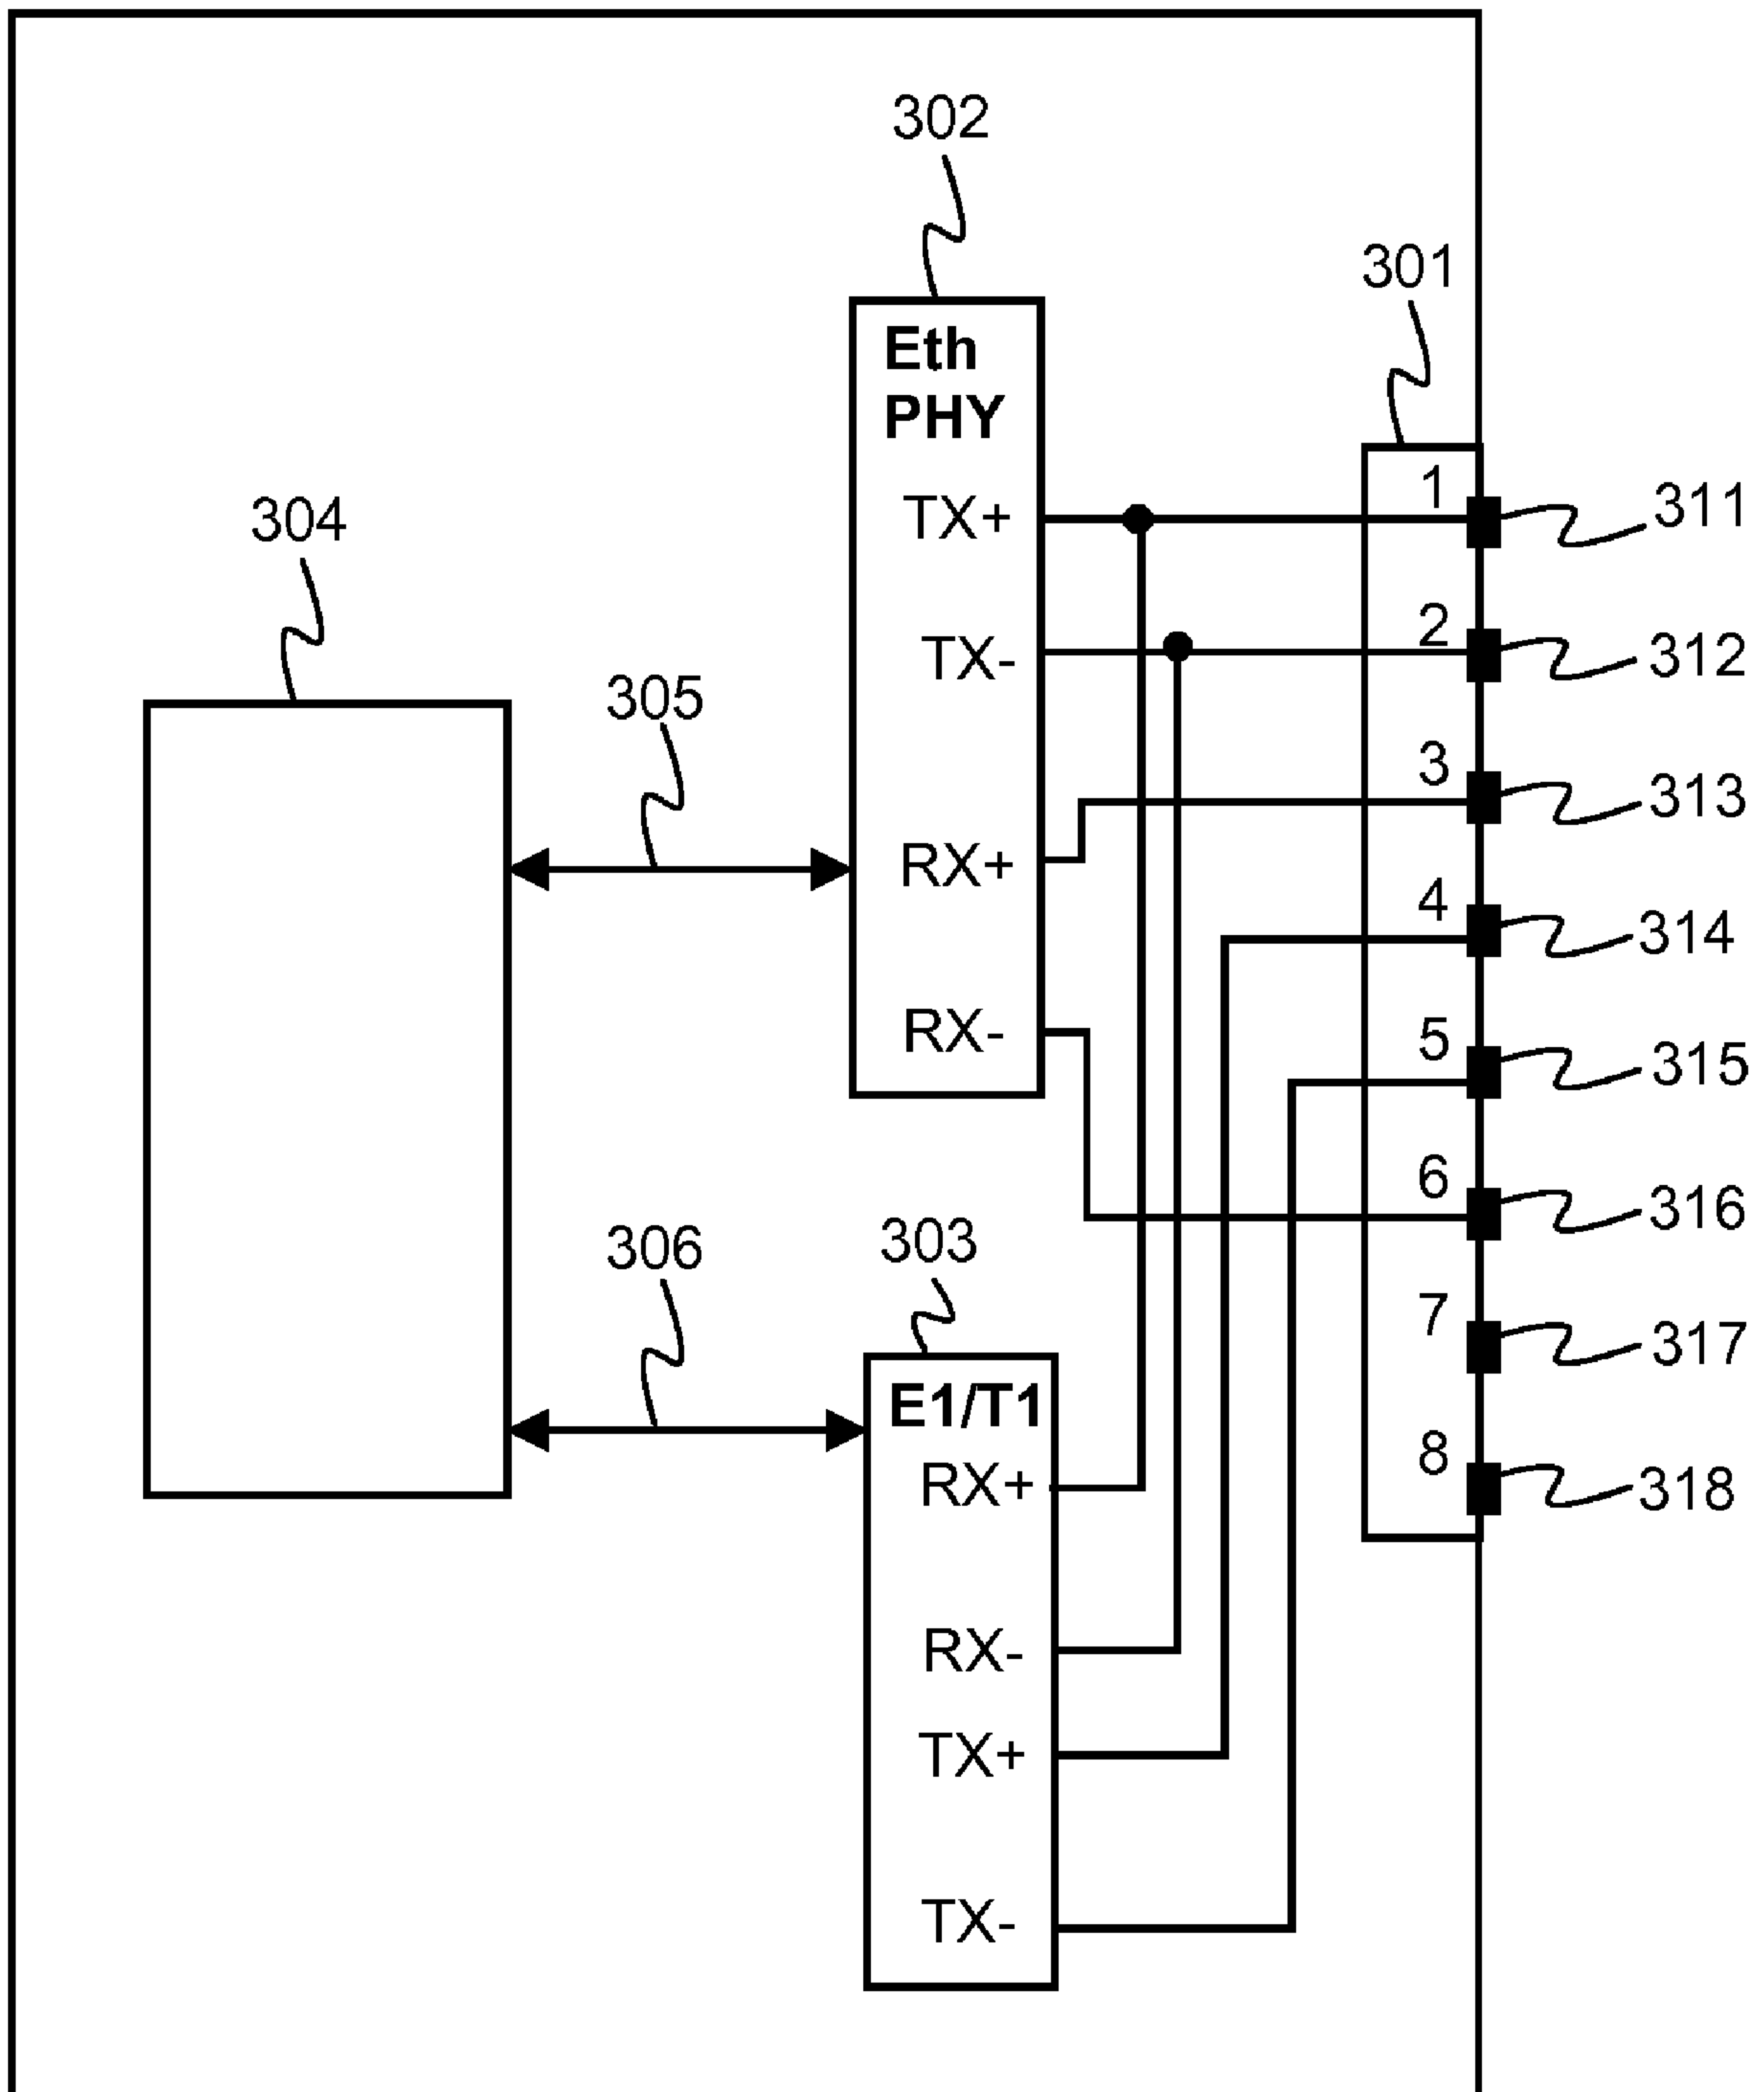 302
301
Eth
PHY
304
1
311
TX+
2
312
TX-
305
3
313
RX+
4
314
RX-
5
315
6
316
306
303
7
317
E1/T1
8
RX+
318
RX-
TX+
TX-